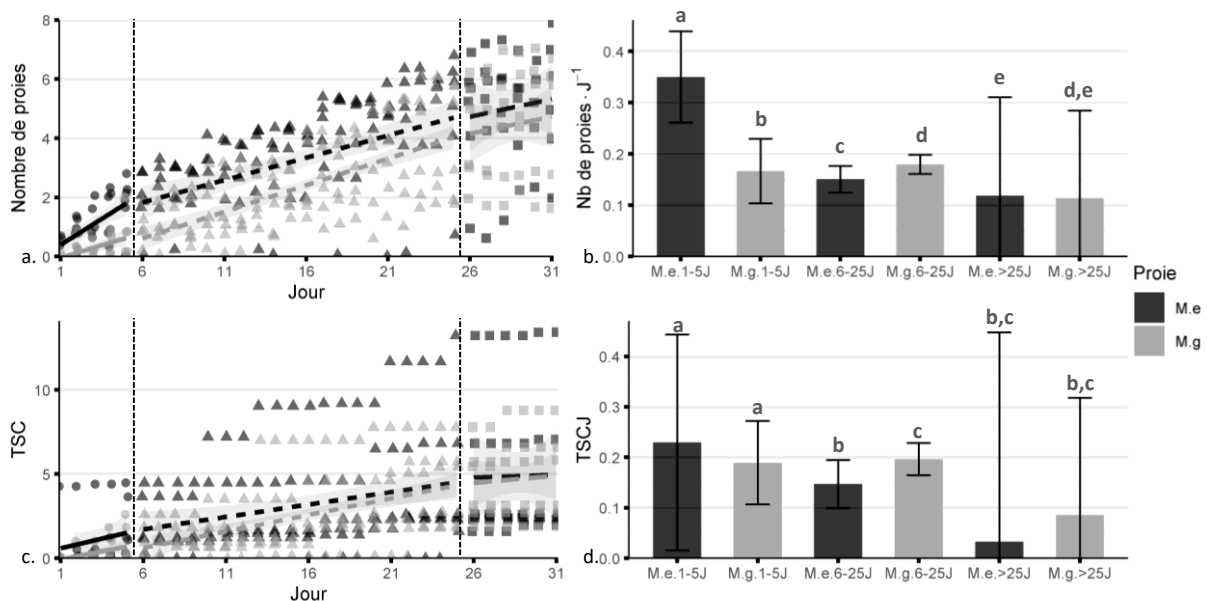 8
6
4
2
0
Nombre de proies
a.
1
6
11
16
21
26
31
Jour
0.4
0.3
0.2
0.1
0.0
Nb de proies · J⁻¹
b.
a
b
c
d
e
d,e
M.e.1-5J
M.g.1-5J
M.e.6-25J
M.g.6-25J
M.e.>25J
M.g.>25J
Proie
M.e
M.g
10
5
0
TSC
c.
1
6
11
16
21
26
31
Jour
0.4
0.3
0.2
0.1
0.0
TSCJ
d.
a
a
b
c
b,c
b,c
M.e.1-5J
M.g.1-5J
M.e.6-25J
M.g.6-25J
M.e.>25J
M.g.>25J